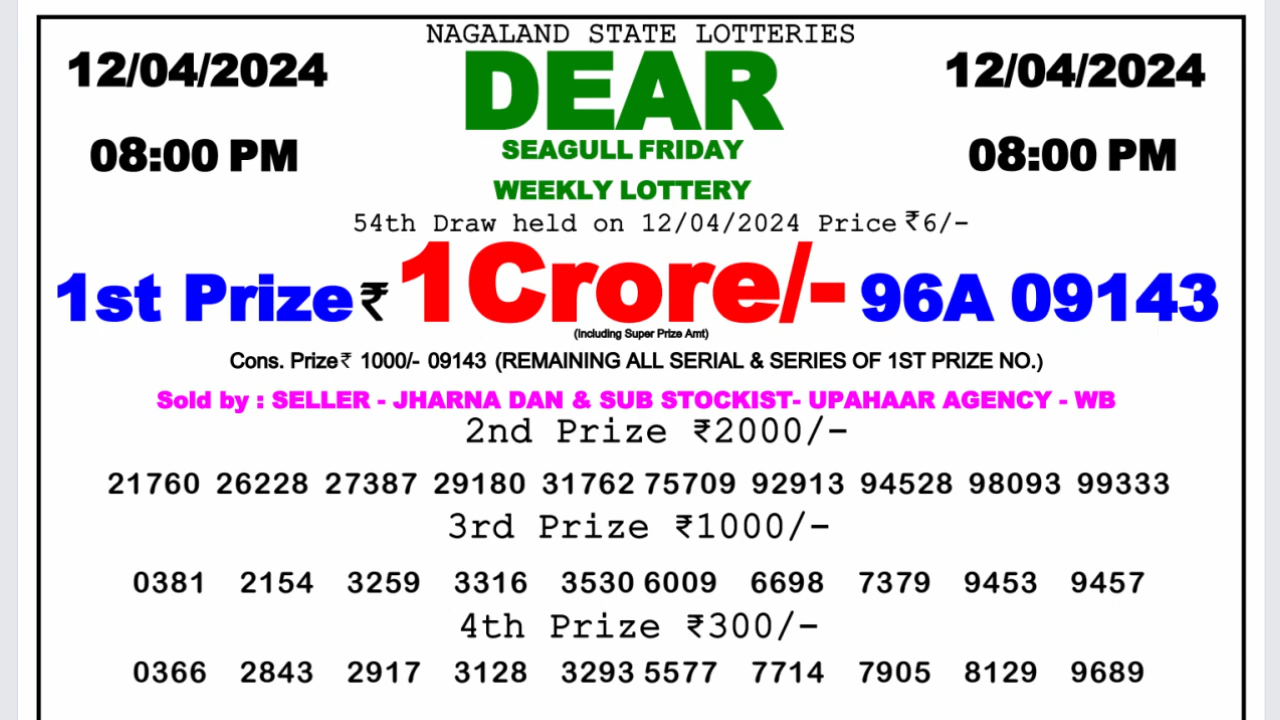 NAGALAND STATE LOTTERIES
12/04/2024 DEAR 12/04/2024
08:00 PM SEAGULL FRIDAY 08:00 PM
WEEKLY LOTTERY
54th Draw held on 12/04/2024 Price ₹6/-
1st Prize ₹ 1Crore/- 96A 09143
(Including Super Prize Amt)
Cons. Prize ₹ 1000/- 09143 (REMAINING ALL SERIAL & SERIES OF 1ST PRIZE NO.)
Sold by : SELLER - JHARNA DAN & SUB STOCKIST- UPAHAAR AGENCY - WB
2nd Prize ₹2000/-
21760 26228 27387 29180 31762 75709 92913 94528 98093 99333
3rd Prize ₹1000/-
0381 2154 3259 3316 3530 6009 6698 7379 9453 9457
4th Prize ₹300/-
0366 2843 2917 3128 3293 5577 7714 7905 8129 9689